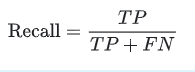 Recall = TP / (TP + FN)